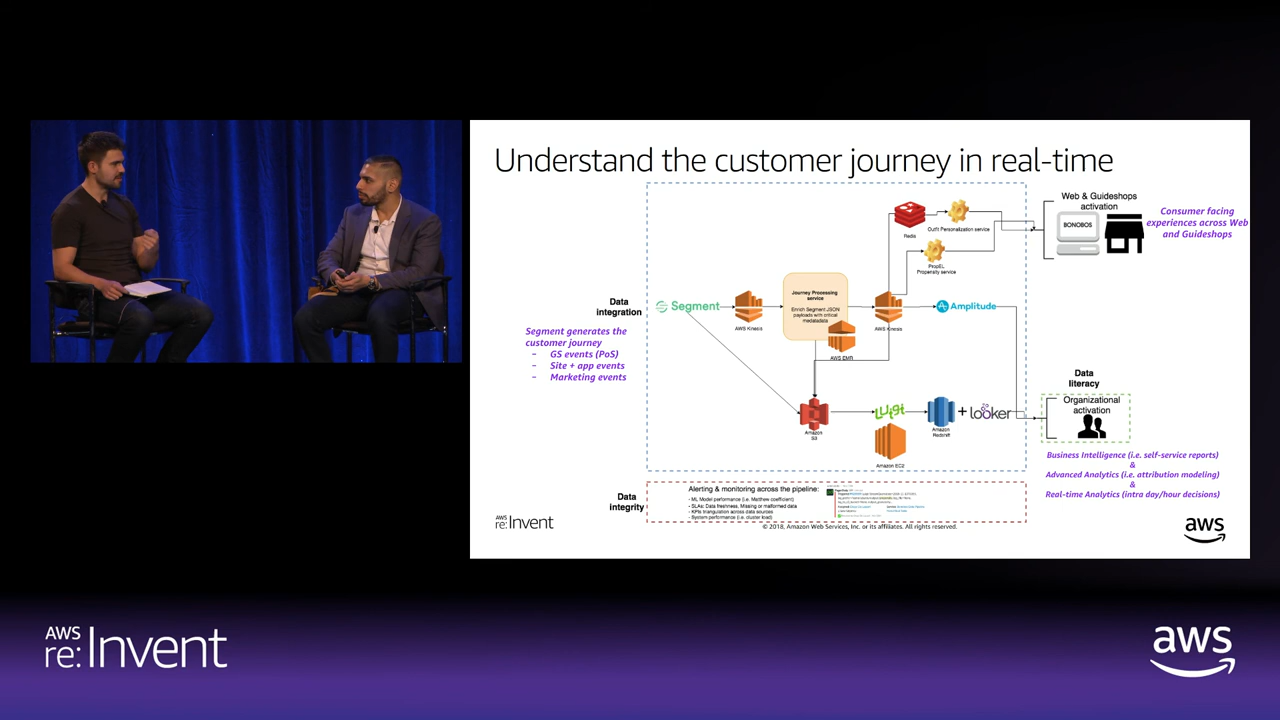 Understand the customer journey in real-time
Data
integration
Segment generates the
customer journey
- GS events (PoS)
- Site + app events
- Marketing events
Segment
AWS Kinesis
Journey Processing
service
Enrich Segment JSON
payloads with critical
medatadata
AWS EMR
AWS Kinesis
Redis
Outfit Personalization service
PropEL
Propensity service
Amplitude
Amazon
S3
Luigi
Amazon EC2
Amazon
Redshift
+
looker
Web & Guideshops
activation
BONOBOS
Consumer facing
experiences across Web
and Guideshops
Data
literacy
Organizational
activation
Business Intelligence (i.e. self-service reports)
&
Advanced Analytics (i.e. attribution modeling)
&
Real-time Analytics (intra day/hour decisions)
Data
integrity
Alerting & monitoring across the pipeline:
- ML Model performance (i.e. Matthew coefficient)
- SLAs: Data freshness, Missing or malformed data
- KPIs triangulation across data sources
- System performance (i.e. cluster load)
AWS
re:Invent
© 2018, Amazon Web Services, Inc. or its affiliates. All rights reserved.
aws
AWS
re:Invent
aws